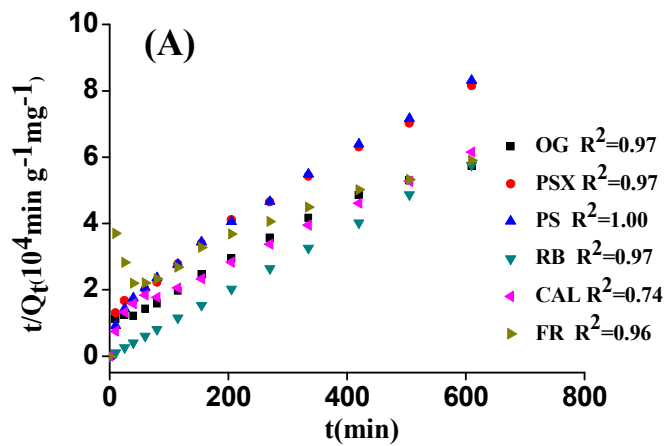 (A)
10
8
6
4
2
0
t/Qt(10⁴min g⁻¹mg⁻¹)
OG R²=0.97
PSX R²=0.97
PS R²=1.00
RB R²=0.97
CAL R²=0.74
FR R²=0.96
0 200 400 600 800
t(min)